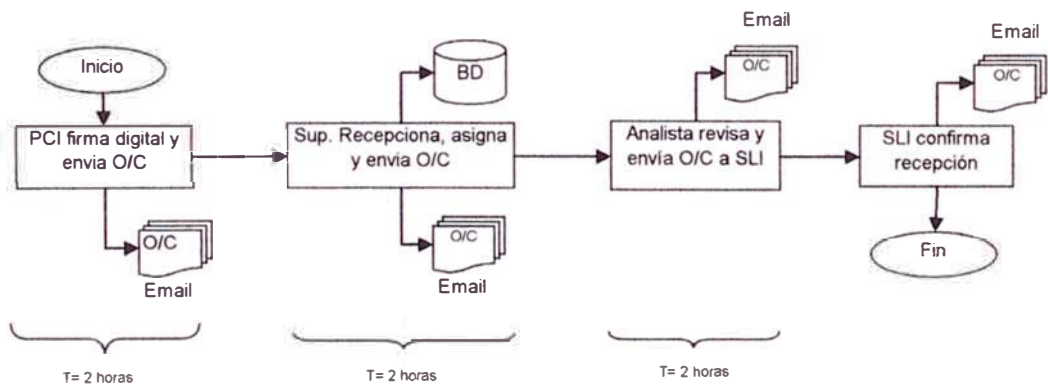 Inicio
PCI firma digital y
envia O/C
O/C
Email
BD
Sup. Recepciona, asigna
y envia O/C
O/C
Email
Email
O/C
Analista revisa y
envía O/C a SLI
Email
O/C
SLI confirma
recepción
Fin
T= 2 horas
T= 2 horas
T= 2 horas